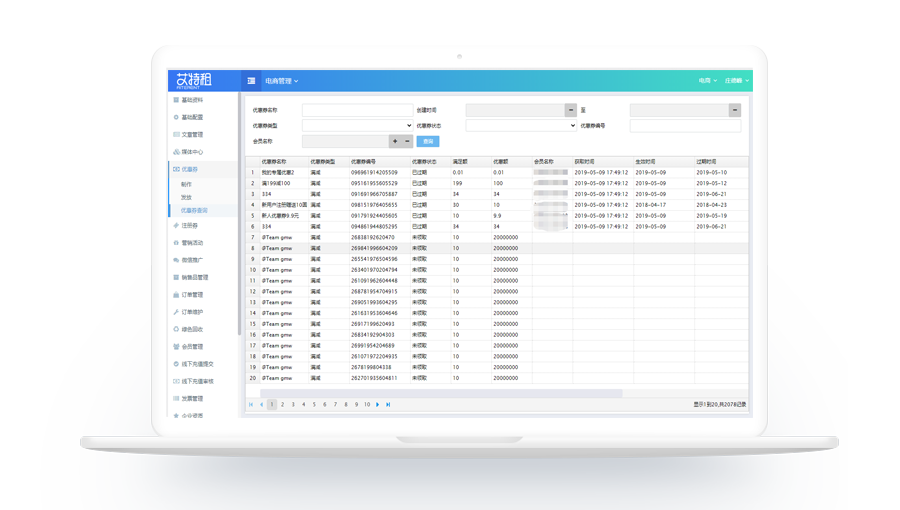 艾特租
INTERENT
电商管理
基础资料
基础配置
文章管理
媒体中心
优惠券
制作
发放
优惠券查询
注册券
营销活动
微信推广
销售品管理
订单管理
订单维护
绿色回收
会员管理
线下充值提交
线下充值审核
发票管理
企业资质
优惠券名称 创建时间 至
优惠券类型 优惠券状态 优惠券编号
会员名称 查询
优惠券名称 优惠券类型 优惠券编号 优惠券状态 满足额 优惠额 会员名称 获取时间 生效时间 过期时间
1 我的专属优惠2 满减 096961914205509 已过期 0.01 0.01 2019-05-09 17:49:12 2019-05-09 2019-05-10
2 满199减100 满减 095161955605529 已过期 199 100 2019-05-09 17:49:12 2019-05-09 2019-05-12
3 334 满减 091691966705887 已过期 34 34 2019-05-09 17:49:12 2019-05-09 2019-06-21
4 新用户注册赠送10圆 满减 098151976405655 已过期 30 10 2019-05-09 17:49:12 2018-04-17 2018-04-23
5 新人优惠券9.9元 满减 091791924405605 已过期 10 9.9 2019-05-09 17:49:12 2019-05-09 2019-05-19
6 334 满减 094861944805295 已过期 34 34 2019-05-09 17:49:12 2019-05-09 2019-06-21
7 @Team gmw 满减 26838192620470 未领取 10 20000000
8 @Team gmw 满减 269841996604209 未领取 10 20000000
9 @Team gmw 满减 265541976504596 未领取 10 20000000
10 @Team gmw 满减 263401970204794 未领取 10 20000000
11 @Team gmw 满减 261091962604448 未领取 10 20000000
12 @Team gmw 满减 268781954704915 未领取 10 20000000
13 @Team gmw 满减 269051993604295 未领取 10 20000000
14 @Team gmw 满减 261631953604646 未领取 10 20000000
15 @Team gmw 满减 26917199620493 未领取 10 20000000
16 @Team gmw 满减 26834192904303 未领取 10 20000000
17 @Team gmw 满减 26991954204689 未领取 10 20000000
18 @Team gmw 满减 261071972204935 未领取 10 20000000
19 @Team gmw 满减 2678199804338 未领取 10 20000000
20 @Team gmw 满减 262701935604811 未领取 10 20000000
1 2 3 4 5 6 7 8 9 10 显示1到20,共2078记录